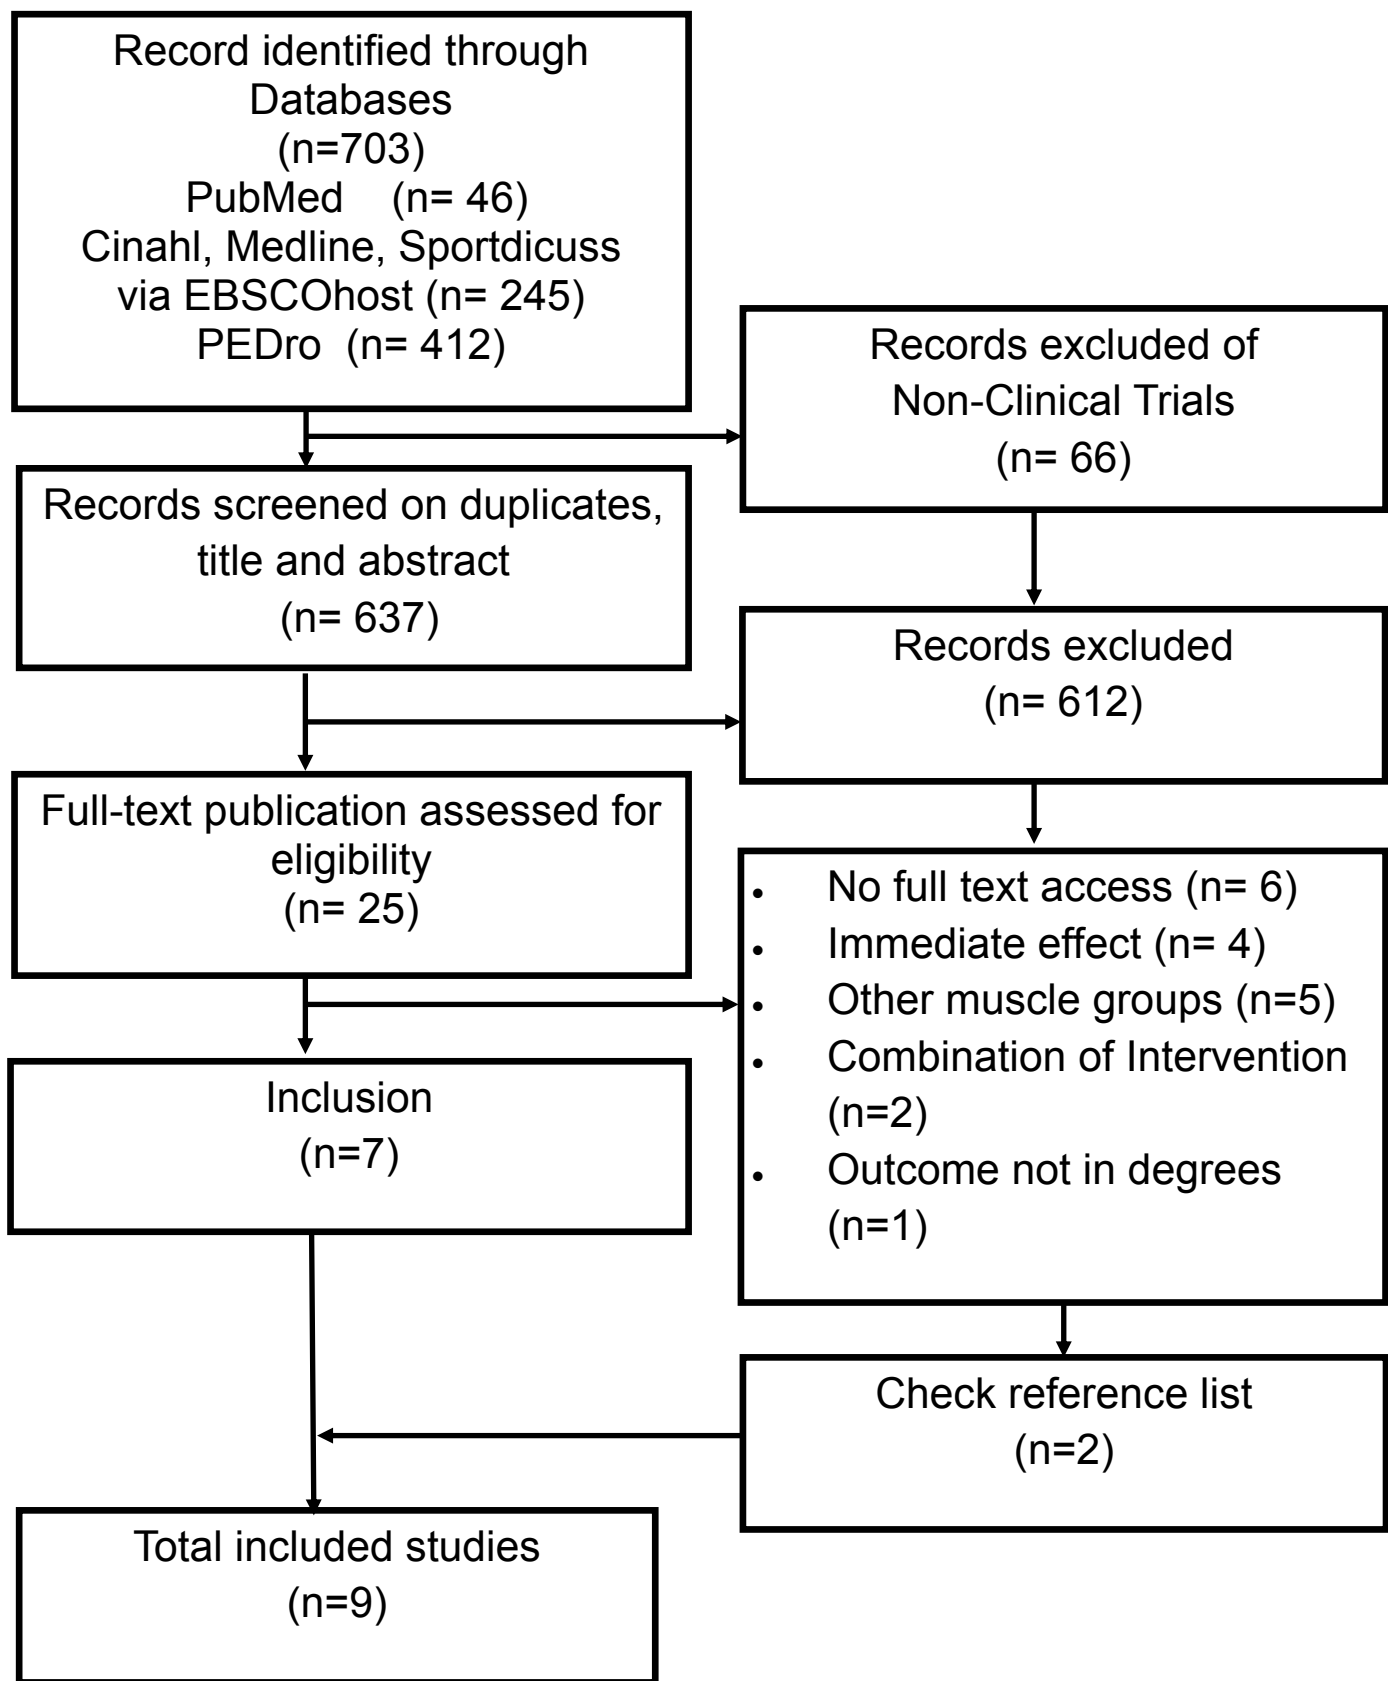 Record identified through
Databases
(n=703)
PubMed (n= 46)
Cinahl, Medline, Sportdicuss
via EBSCOhost (n= 245)
PEDro (n= 412)
Records excluded of
Non-Clinical Trials
(n= 66)
Records screened on duplicates,
title and abstract
(n= 637)
Records excluded
(n= 612)
Full-text publication assessed for
eligibility
(n= 25)
• No full text access (n= 6)
• Immediate effect (n= 4)
• Other muscle groups (n=5)
• Combination of Intervention
(n=2)
• Outcome not in degrees
(n=1)
Inclusion
(n=7)
Check reference list
(n=2)
Total included studies
(n=9)